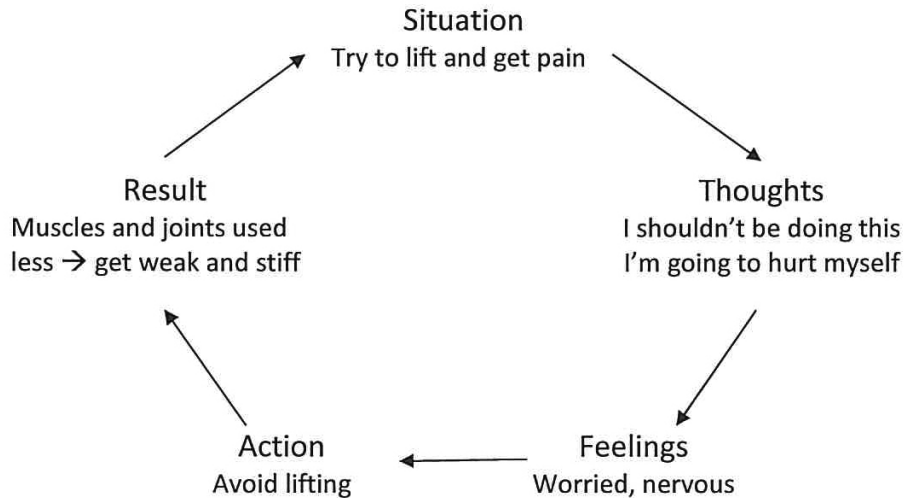 Situation
Try to lift and get pain
Thoughts
I shouldn't be doing this
I'm going to hurt myself
Feelings
Worried, nervous
Action
Avoid lifting
Result
Muscles and joints used
less → get weak and stiff